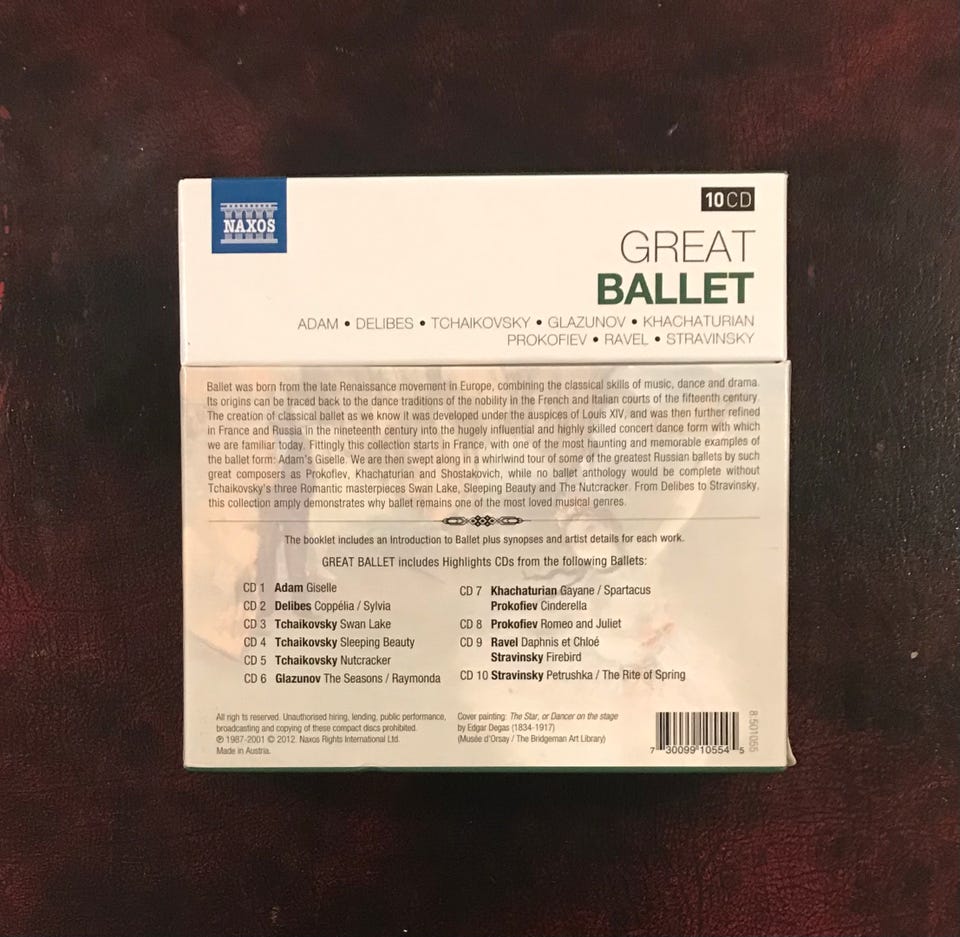 NAXOS
10 CD
GREAT
BALLET
ADAM • DELIBES • TCHAIKOVSKY • GLAZUNOV • KHACHATURIAN
PROKOFIEV • RAVEL • STRAVINSKY
Ballet was born from the late Renaissance movement in Europe, combining the classical skills of music, dance and drama.
Its origins can be traced back to the dance traditions of the nobility in the French and Italian courts of the fifteenth century.
The creation of classical ballet as we know it was developed under the auspices of Louis XIV, and was then further refined
in France and Russia in the nineteenth century into the hugely influential and highly skilled concert dance form with which
we are familiar today. Fittingly this collection starts in France, with one of the most haunting and memorable examples of
the ballet form: Adam's Giselle. We are then swept along in a whirlwind tour of some of the greatest Russian ballets by such
great composers as Prokofiev, Khachaturian and Shostakovich, while no ballet anthology would be complete without
Tchaikovsky's three Romantic masterpieces Swan Lake, Sleeping Beauty and The Nutcracker. From Delibes to Stravinsky,
this collection amply demonstrates why ballet remains one of the most loved musical genres.
The booklet includes an Introduction to Ballet plus synopses and artist details for each work.
GREAT BALLET includes Highlights CDs from the following Ballets:
CD 1 Adam Giselle
CD 2 Delibes Coppélia / Sylvia
CD 3 Tchaikovsky Swan Lake
CD 4 Tchaikovsky Sleeping Beauty
CD 5 Tchaikovsky Nutcracker
CD 6 Glazunov The Seasons / Raymonda
CD 7 Khachaturian Gayane / Spartacus
Prokofiev Cinderella
CD 8 Prokofiev Romeo and Juliet
CD 9 Ravel Daphnis et Chloé
Stravinsky Firebird
CD 10 Stravinsky Petrushka / The Rite of Spring
All righ ts reserved. Unauthorised hiring, lending, public performance,
broadcasting and copying of these compact discs prohibited.
℗ 1987-2001 © 2012. Naxos Rights International Ltd.
Made in Austria.
Cover painting: The Star, or Dancer on the stage
by Edgar Degas (1834-1917)
(Musée d'Orsay / The Bridgeman Art Library)
7 30099 10554 5
8.501055